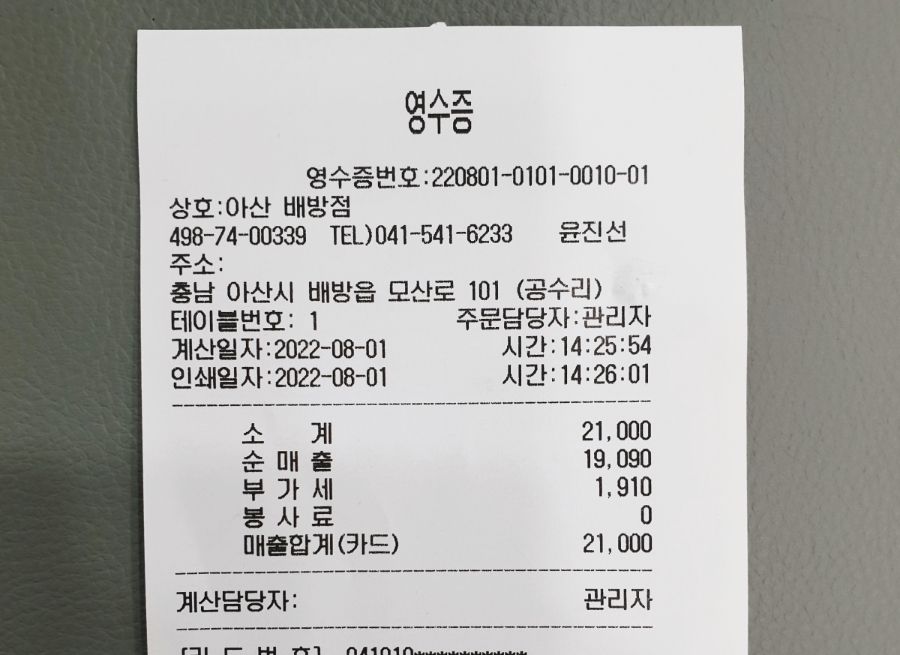 영수증
영수증번호:220801-0101-0010-01
상호:아산 배방점
498-74-00339 TEL)041-541-6233 윤진선
주소:
충남 아산시 배방읍 모산로 101 (공수리)
테이블번호: 1 주문담당자:관리자
계산일자:2022-08-01 시간:14:25:54
인쇄일자:2022-08-01 시간:14:26:01
소 계 21,000
순 매 출 19,090
부 가 세 1,910
봉 사 료 0
매출합계(카드) 21,000
계산담당자: 관리자